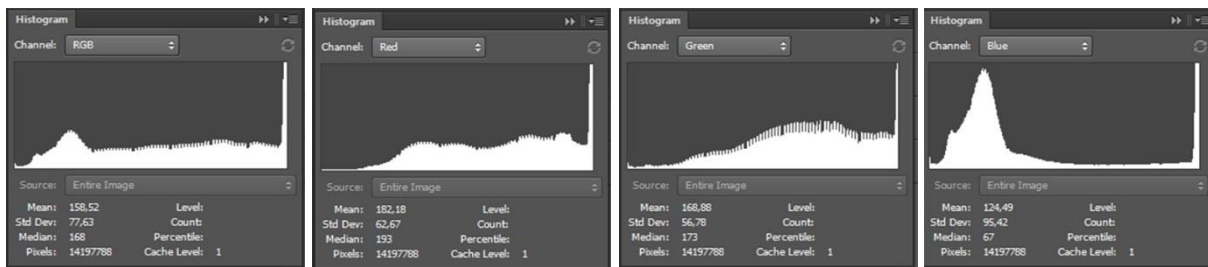 Histogram
Channel: RGB
Source: Entire Image
Mean: 158,52 Level:
Std Dev: 77,63 Count:
Median: 168 Percentile:
Pixels: 14197788 Cache Level: 1
Histogram
Channel: Red
Source: Entire Image
Mean: 182,18 Level:
Std Dev: 62,67 Count:
Median: 193 Percentile:
Pixels: 14197788 Cache Level: 1
Histogram
Channel: Green
Source: Entire Image
Mean: 168,88 Level:
Std Dev: 56,78 Count:
Median: 173 Percentile:
Pixels: 14197788 Cache Level: 1
Histogram
Channel: Blue
Source: Entire Image
Mean: 124,49 Level:
Std Dev: 95,42 Count:
Median: 67 Percentile:
Pixels: 14197788 Cache Level: 1